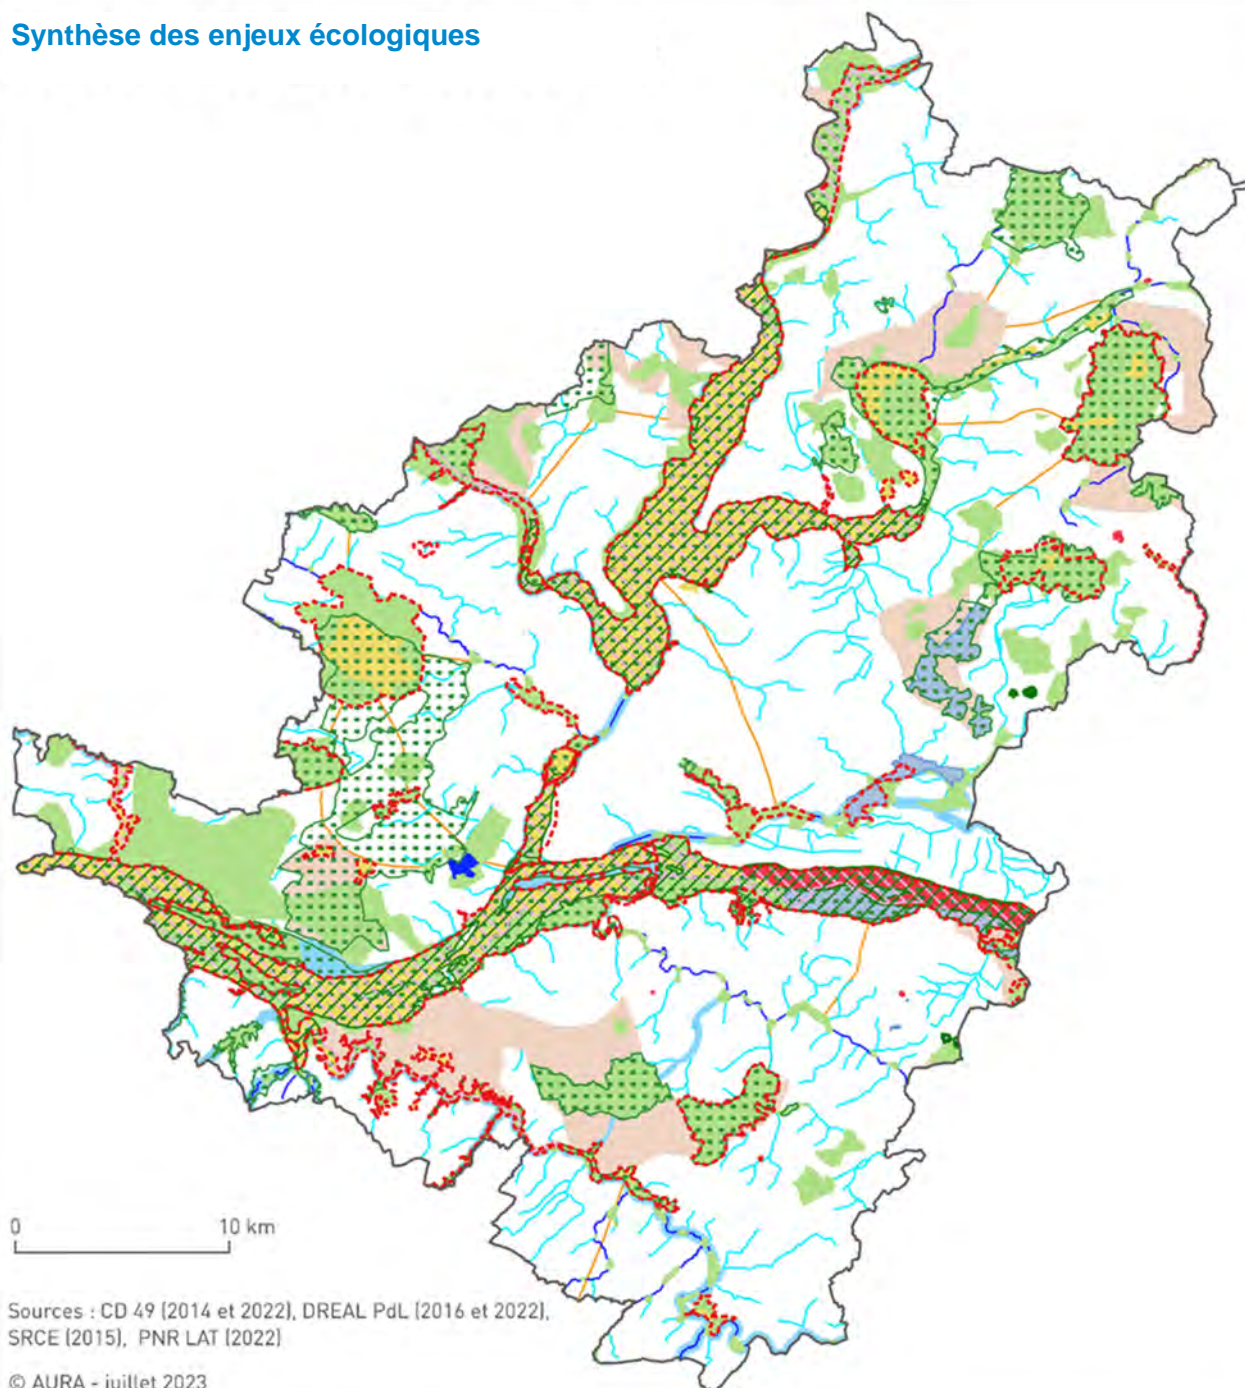 Synthèse des enjeux écologiques
0 10 km
Sources : CD 49 (2014 et 2022), DREAL PdL (2016 et 2022),
SRCE (2015), PNR LAT (2022)
© AURA - juillet 2023